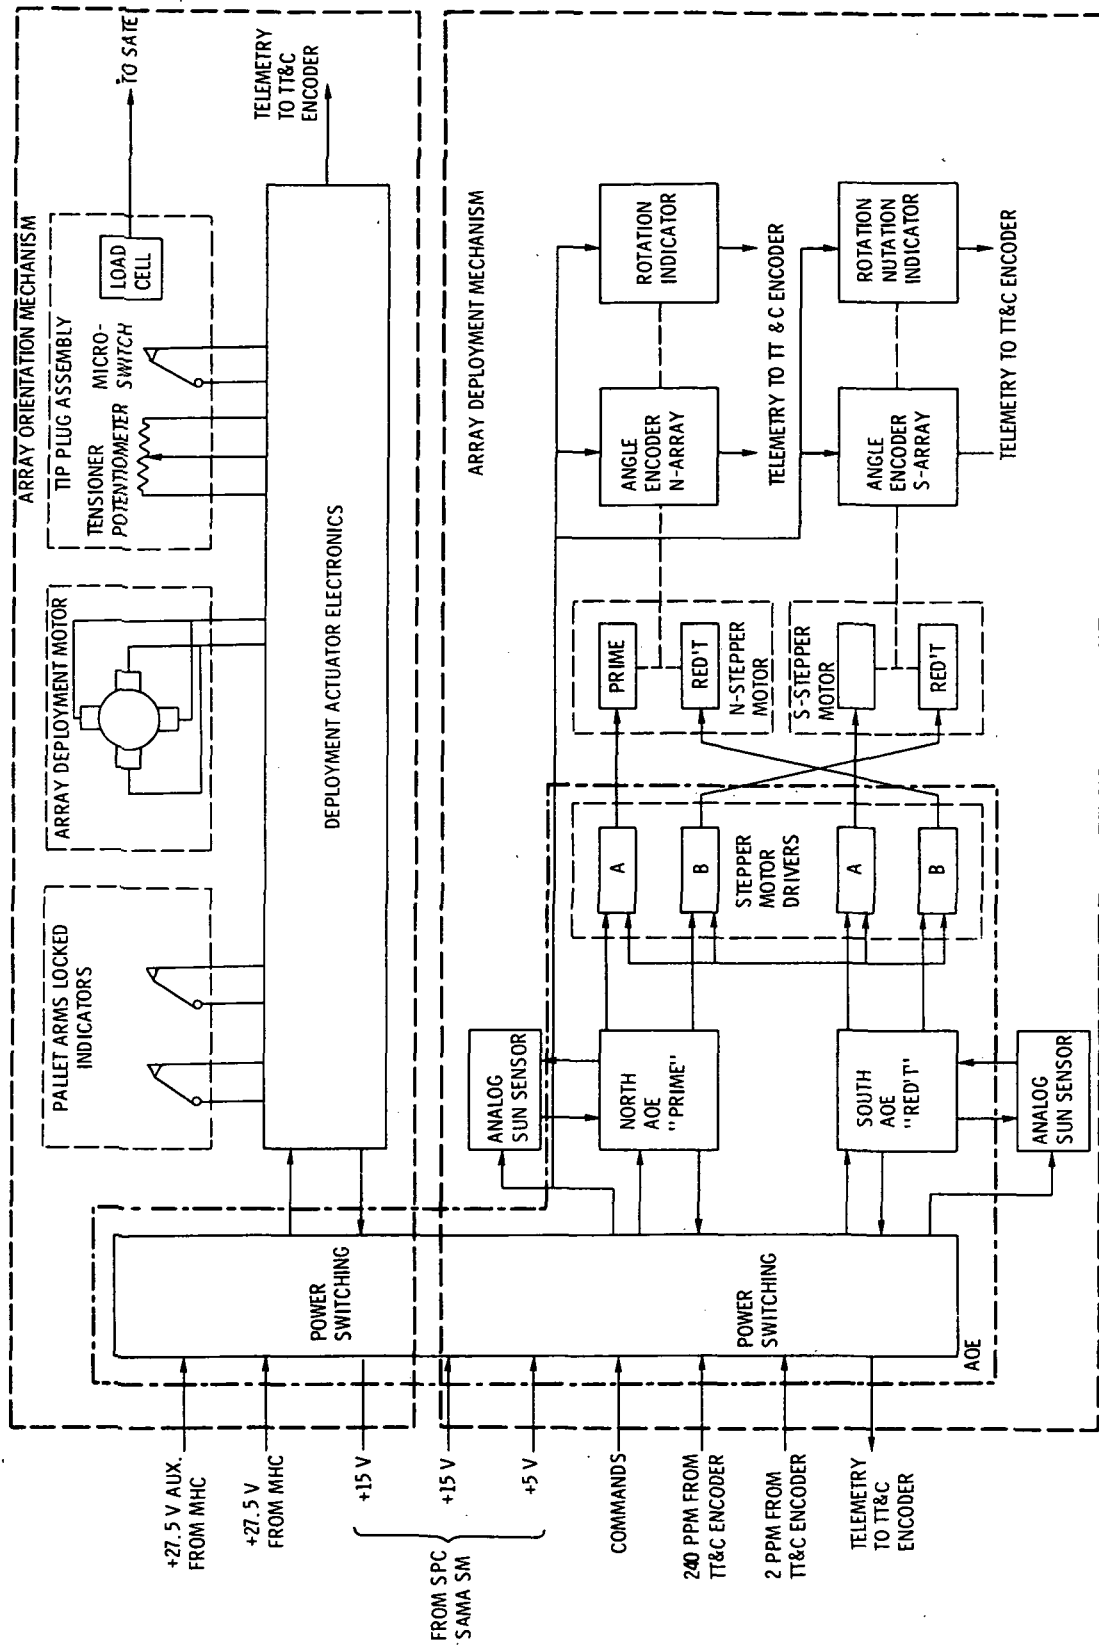 ARRAY ORIENTATION MECHANISM
PALLET ARMS LOCKED
INDICATORS
ARRAY DEPLOYMENT MOTOR
TIP PLUG ASSEMBLY
TENSIONER
POTENTIOMETER
MICRO-
SWITCH
LOAD
CELL
TO SATE
TELEMETRY
TO TT&C
ENCODER
DEPLOYMENT ACTUATOR ELECTRONICS
+27.5 V AUX.
FROM MHC
+27.5 V
FROM MHC
+15 V
+15 V
+5 V
FROM SPC
SAMA SM
COMMANDS
240 PPM FROM
TT&C ENCODER
2 PPM FROM
TT&C ENCODER
TELEMETRY
TO TT&C
ENCODER
POWER
SWITCHING
POWER
SWITCHING
AOE
ARRAY DEPLOYMENT MECHANISM
ANALOG
SUN SENSOR
NORTH
AOE
"PRIME"
SOUTH
AOE
"RED'T"
ANALOG
SUN SENSOR
A
B
STEPPER
MOTOR
DRIVERS
A
B
PRIME
RED'T
N-STEPPER
MOTOR
S-STEPPER
MOTOR
RED'T
ANGLE
ENCODER
N-ARRAY
ROTATION
INDICATOR
TELEMETRY TO TT & C ENCODER
ANGLE
ENCODER
S-ARRAY
ROTATION
NUTATION
INDICATOR
TELEMETRY TO TT&C ENCODER